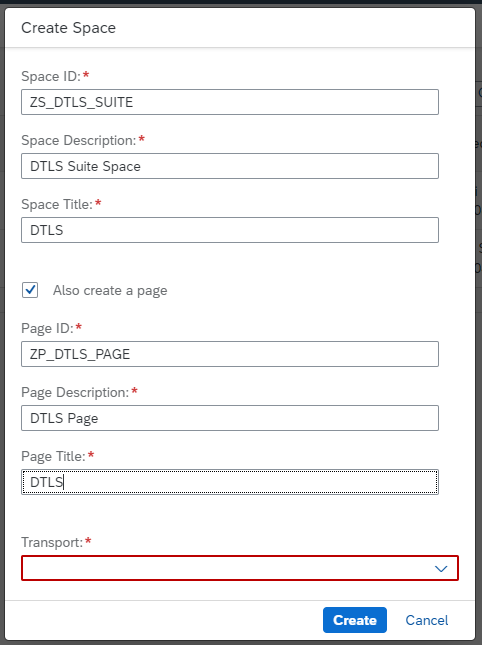 Create Space
Space ID:*
ZS_DTLS_SUITE
Space Description:*
DTLS Suite Space
Space Title:*
DTLS
Also create a page
Page ID:*
ZP_DTLS_PAGE
Page Description:*
DTLS Page
Page Title:*
DTLS
Transport:*
Create Cancel